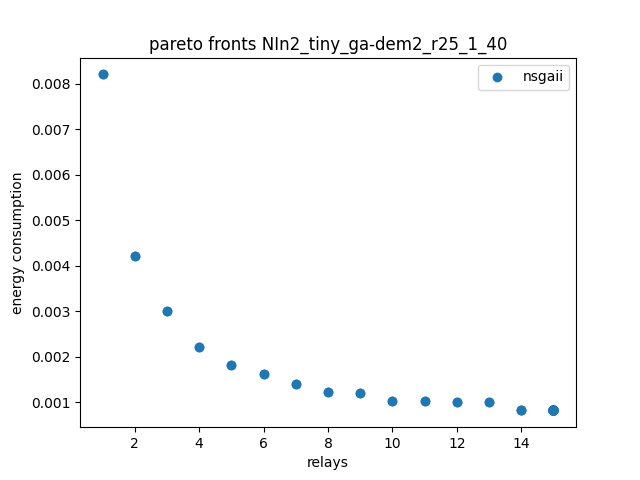 pareto fronts NIn2_tiny_ga-dem2_r25_1_40
nsgaii
energy consumption
0.008
0.007
0.006
0.005
0.004
0.003
0.002
0.001
2 4 6 8 10 12 14
relays